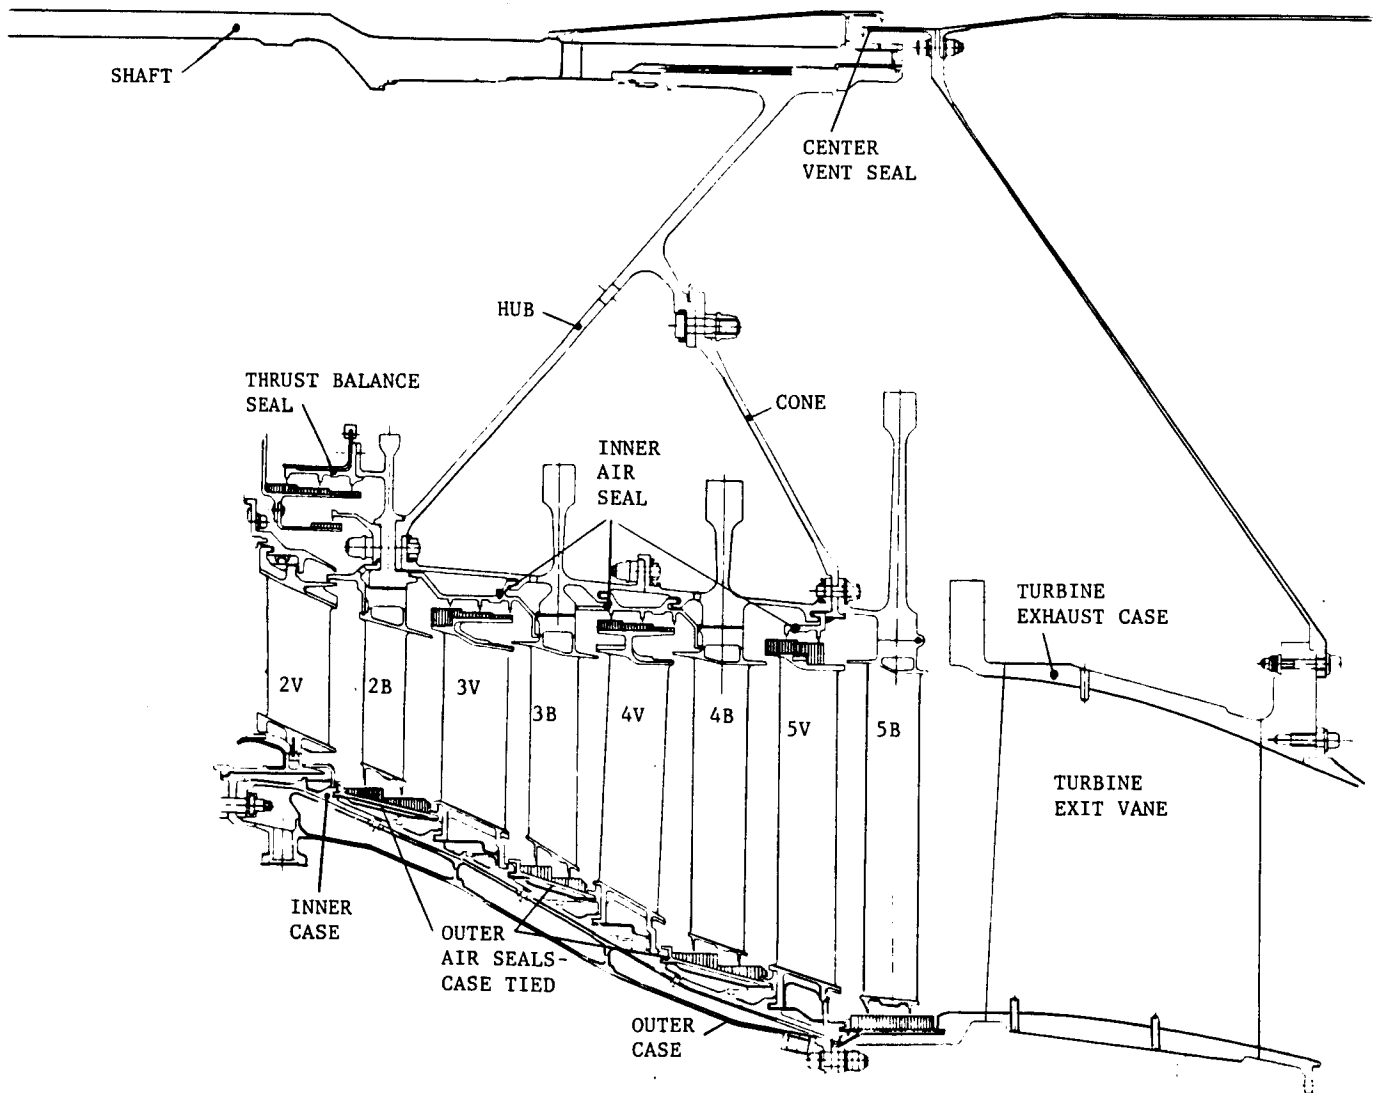 SHAFT
CENTER
VENT SEAL
HUB
THRUST BALANCE
SEAL
CONE
INNER
AIR
SEAL
TURBINE
EXHAUST CASE
2V
2B
3V
3B
4V
4B
5V
5B
TURBINE
EXIT VANE
INNER
CASE
OUTER
AIR SEALS-
CASE TIED
OUTER
CASE